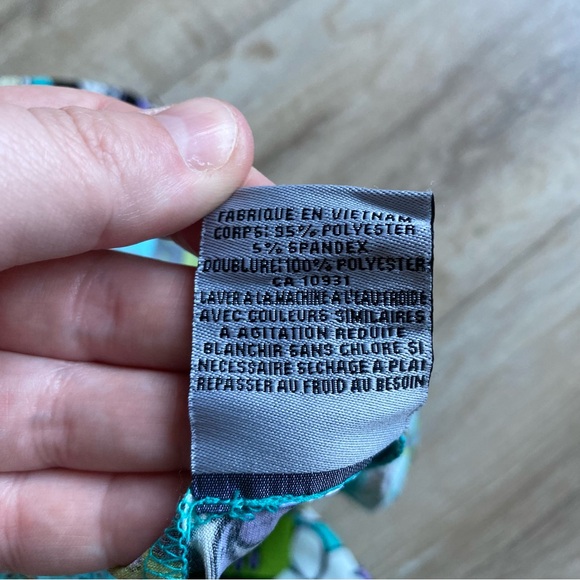 FABRIQUE EN VIETNAM
CORPS: 95% POLYESTER
5% SPANDEX
DOUBLURE: 100% POLYESTER
CA 10931
LAVER A LA MACHINE A L'EAU FROIDE
AVEC COULEURS SIMILAIRES
A AGITATION REDUITE
BLANCHIR SANS CHLORE SI
NECESSAIRE SECHAGE A PLAT
REPASSER AU FROID AU BESOIN